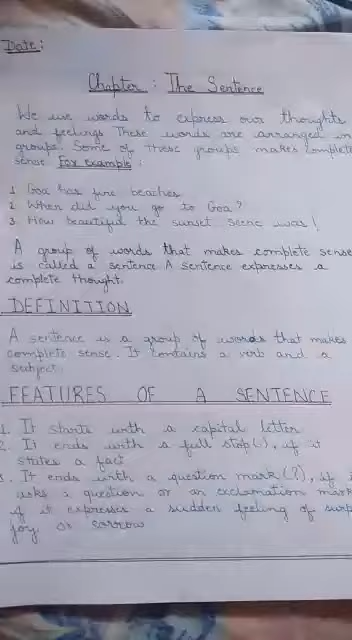 Date:
Chapter : The Sentence
We use words to express our thoughts
and feelings These words are arranged in
groups. Some of these groups makes complete
sense. For example :
1 Goa has fine beaches
2 When did you go to Goa?
3 How beautiful the sunset scene was!
A group of words that makes complete sense
is called a sentence A sentence expresses a
complete thought.
DEFINITION
A sentence is a group of words that makes
complete sense. It contains a verb and a
subject.
FEATURES OF A SENTENCE
1. It starts with a capital letter
2. It ends with a full stop(.), if it
states a fact
3. It ends with a question mark(?), if
asks a question or an exclamation mark
if it expresses a sudden feeling of
joy or sorrow